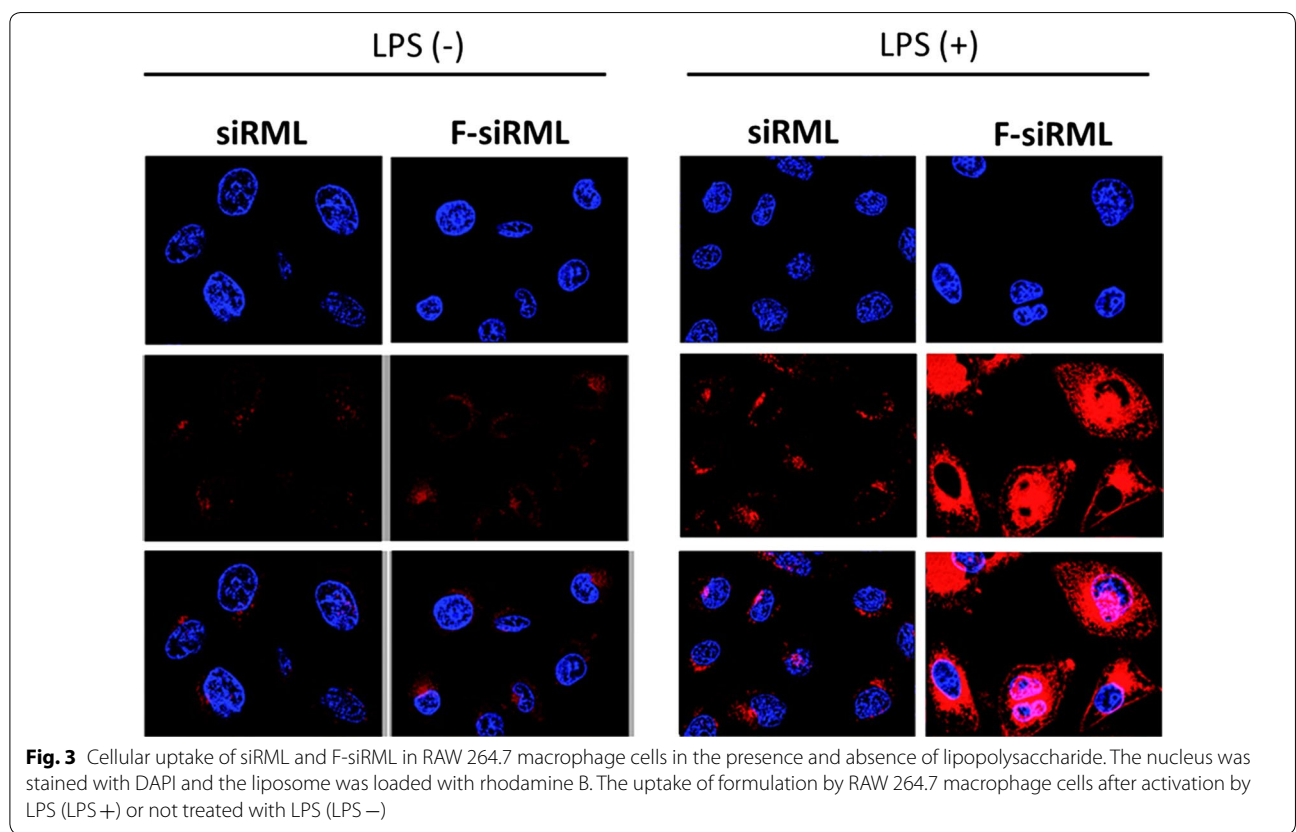 LPS (-) LPS (+)
siRML F-siRML siRML F-siRML
Fig. 3 Cellular uptake of siRML and F-siRML in RAW 264.7 macrophage cells in the presence and absence of lipopolysaccharide. The nucleus was
stained with DAPI and the liposome was loaded with rhodamine B. The uptake of formulation by RAW 264.7 macrophage cells after activation by
LPS (LPS+) or not treated with LPS (LPS−)